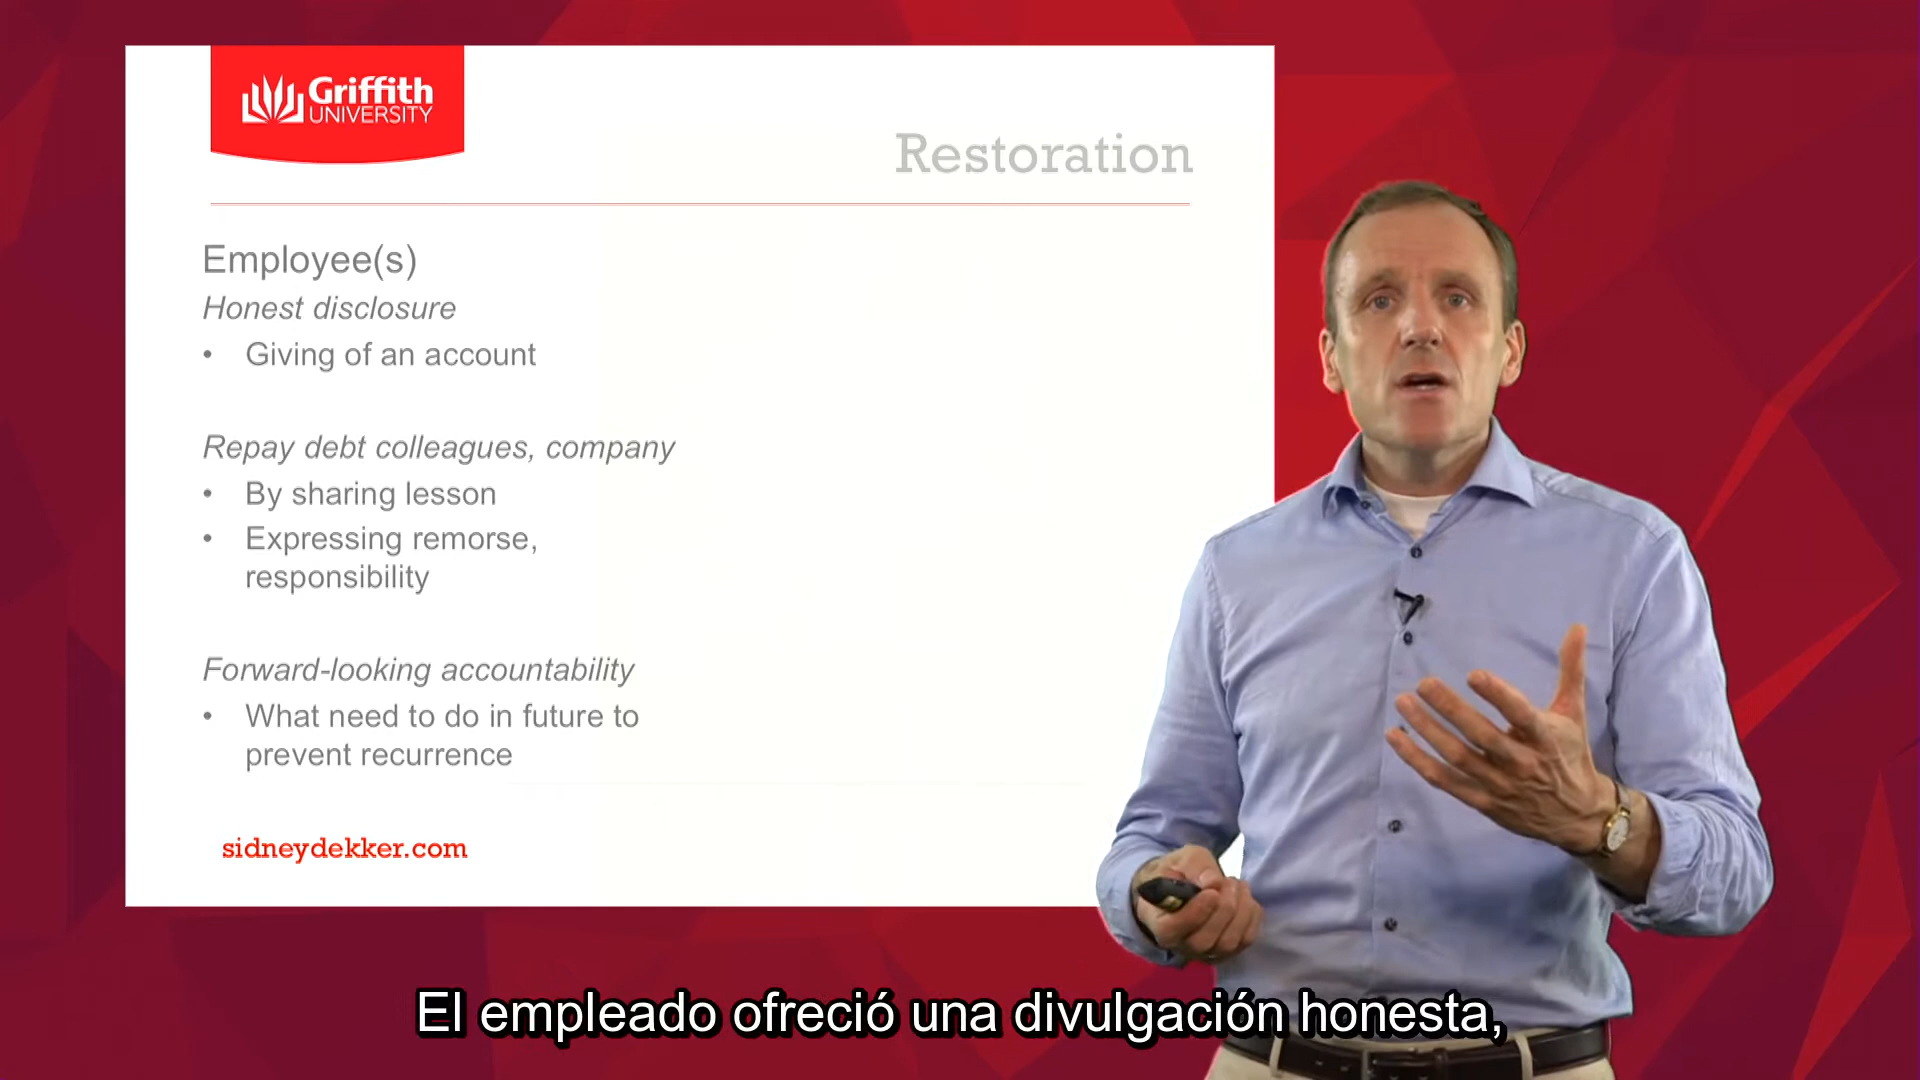 Griffith
UNIVERSITY
Restoration
Employee(s)
Honest disclosure
• Giving of an account
Repay debt colleagues, company
• By sharing lesson
• Expressing remorse,
responsibility
Forward-looking accountability
• What need to do in future to
prevent recurrence
sidneydekker.com
El empleado ofreció una divulgación honesta,